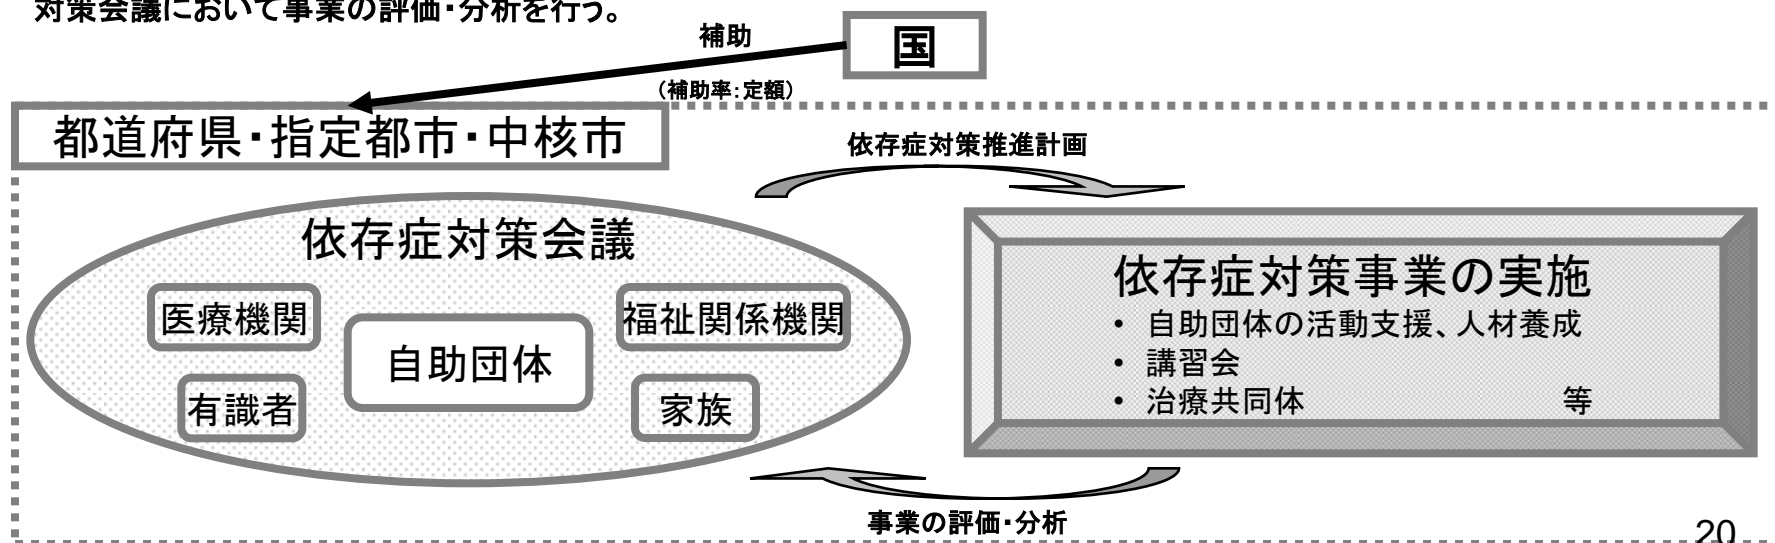 対策会議において事業の評価・分析を行う。
国
補助
（補助率：定額）
都道府県・指定都市・中核市
依存症対策推進計画
依存症対策会議
医療機関
福祉関係機関
自助団体
有識者
家族
依存症対策事業の実施
• 自助団体の活動支援、人材養成
• 講習会
• 治療共同体 等
事業の評価・分析
20